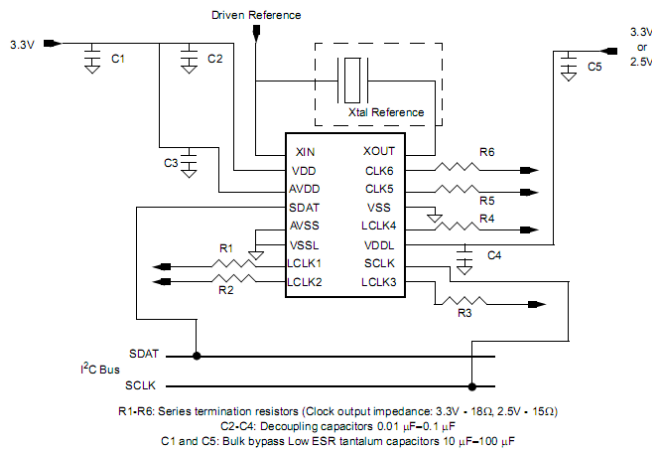 Driven Reference
3.3V
C1
C2
3.3V
or
2.5V
C5
Xtal Reference
C3
XIN
XOUT
R6
VDD
CLK6
AVDD
CLK5
R5
SDAT
VSS
R4
AVSS
LCLK4
R1
VSSL
VDDL
C4
LCLK1
SCLK
R2
LCLK2
LCLK3
R3
SDAT
I²C Bus
SCLK
R1-R6: Series termination resistors (Clock output impedance: 3.3V - 18Ω, 2.5V - 15Ω)
C2-C4: Decoupling capacitors 0.01 μF–0.1 μF
C1 and C5: Bulk bypass Low ESR tantalum capacitors 10 μF–100 μF